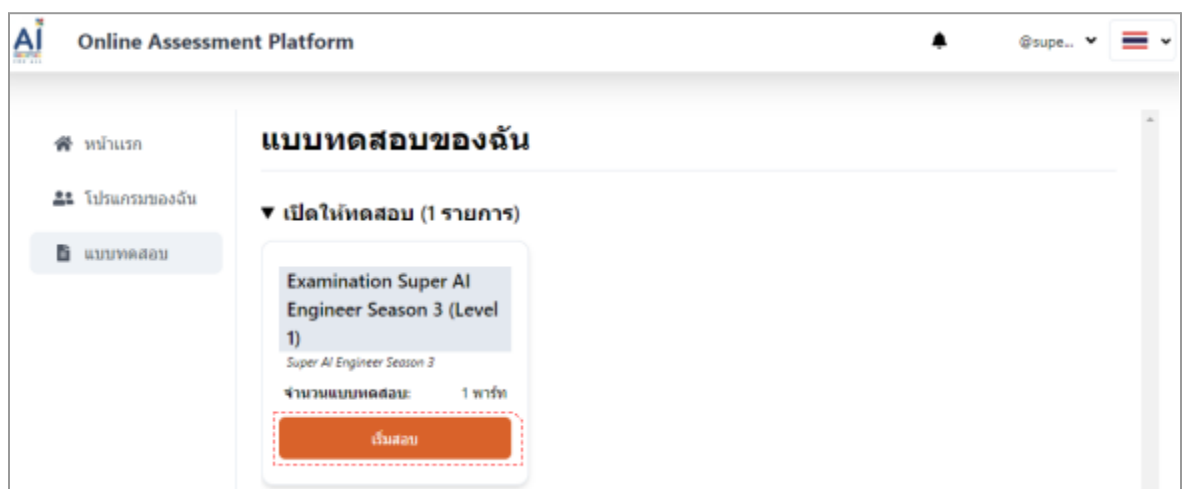 AI Online Assessment Platform @supe...
หน้าแรก
โปรแกรมของฉัน
แบบทดสอบ
แบบทดสอบของฉัน
▼ เปิดให้ทดสอบ (1 รายการ)
Examination Super AI
Engineer Season 3 (Level
1)
Super AI Engineer Season 3
จำนวนแบบทดสอบ: 1 พาร์ท
เริ่มสอบ